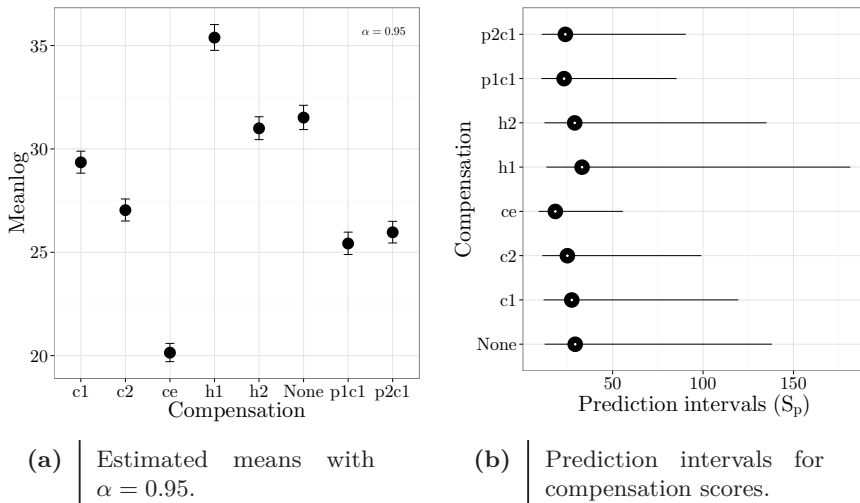 35
30
25
20
Meanlog
α = 0.95
c1 c2 ce h1 h2 None p1c1 p2c1
Compensation
p2c1
p1c1
h2
h1
ce
c2
c1
None
Compensation
50 100 150
Prediction intervals (Sp)
(a) Estimated means with
α = 0.95.
(b) Prediction intervals for
compensation scores.